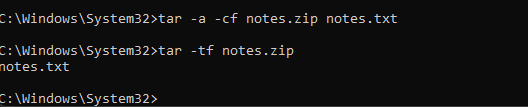 C:\Windows\System32>tar -a -cf notes.zip notes.txt
C:\Windows\System32>tar -tf notes.zip
notes.txt
C:\Windows\System32>